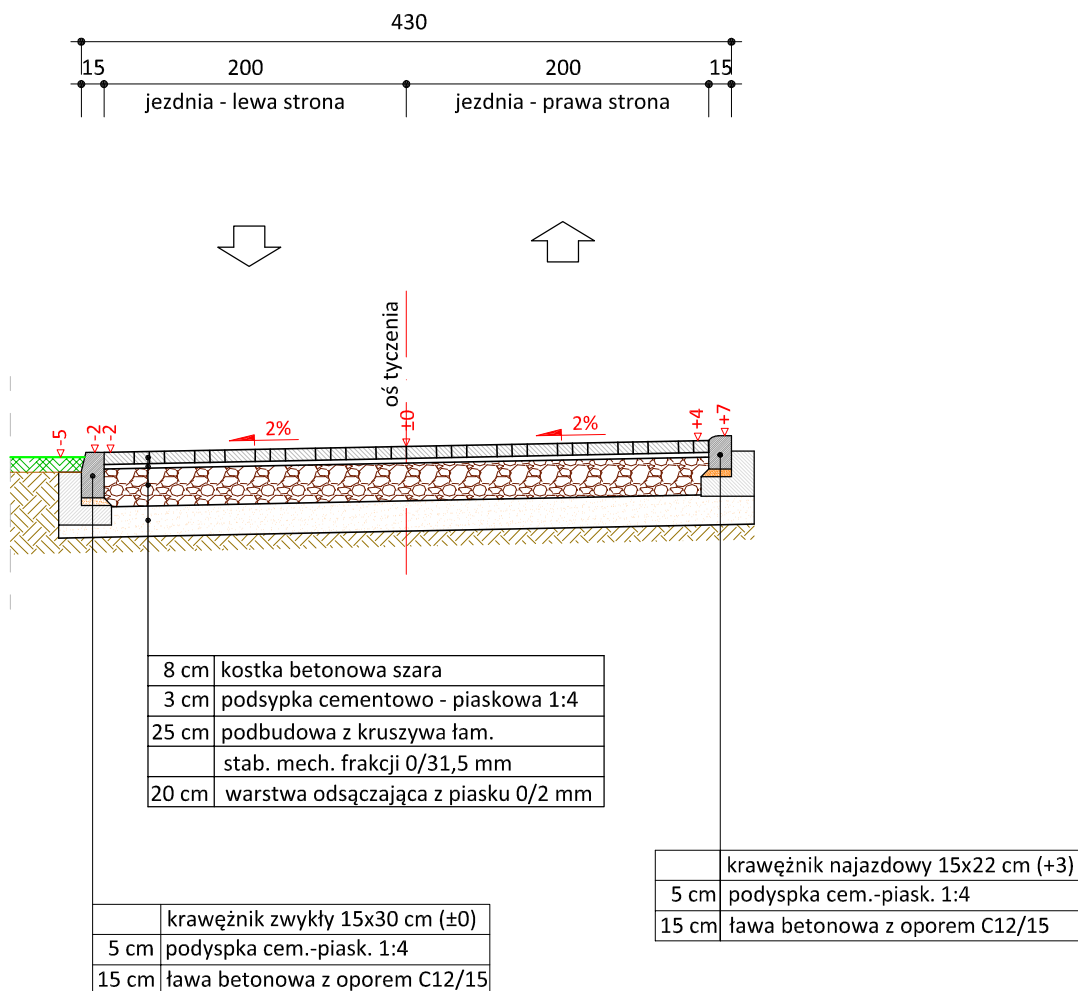 430
15 200 200 15
jezdnia - lewa strona jezdnia - prawa strona
oś tyczenia
-5 -2 -2 2% ±0 2% +4 +7
8 cm kostka betonowa szara
3 cm podsypka cementowo - piaskowa 1:4
25 cm podbudowa z kruszywa łam.
stab. mech. frakcji 0/31,5 mm
20 cm warstwa odsączająca z piasku 0/2 mm
krawężnik najazdowy 15x22 cm (+3)
5 cm podyspka cem.-piask. 1:4
15 cm ława betonowa z oporem C12/15
krawężnik zwykły 15x30 cm (±0)
5 cm podyspka cem.-piask. 1:4
15 cm ława betonowa z oporem C12/15